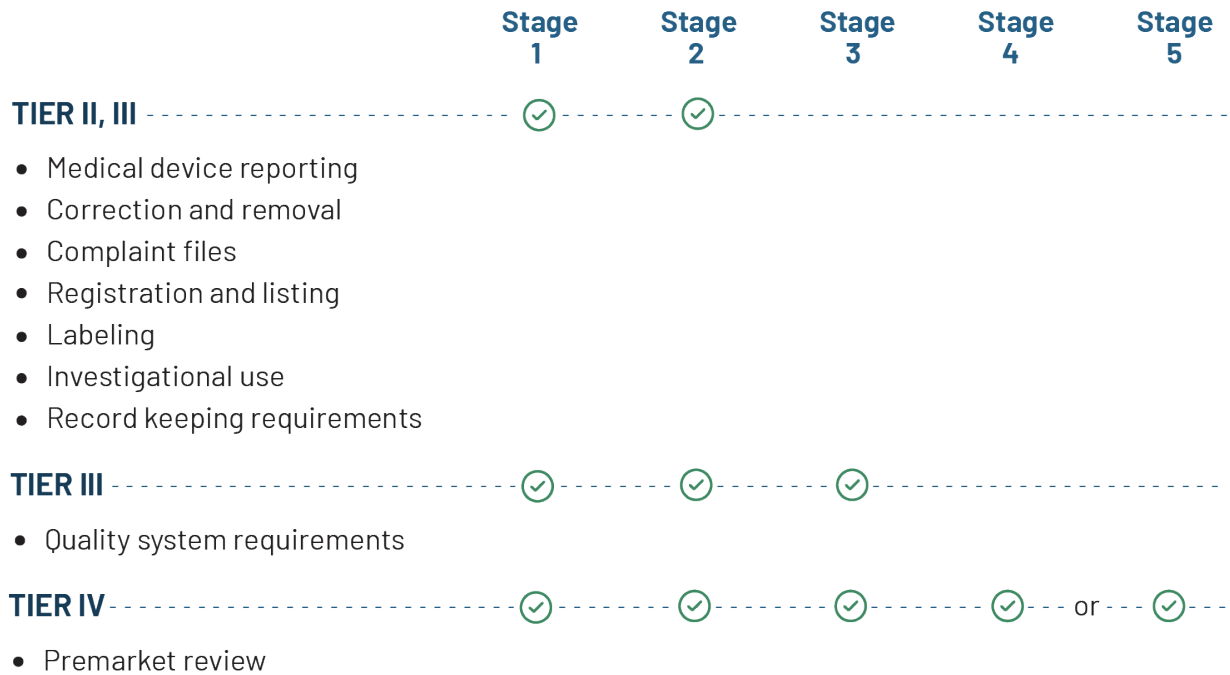 Stage 1 Stage 2 Stage 3 Stage 4 Stage 5
TIER II, III
• Medical device reporting
• Correction and removal
• Complaint files
• Registration and listing
• Labeling
• Investigational use
• Record keeping requirements
TIER III
• Quality system requirements
TIER IV or
• Premarket review